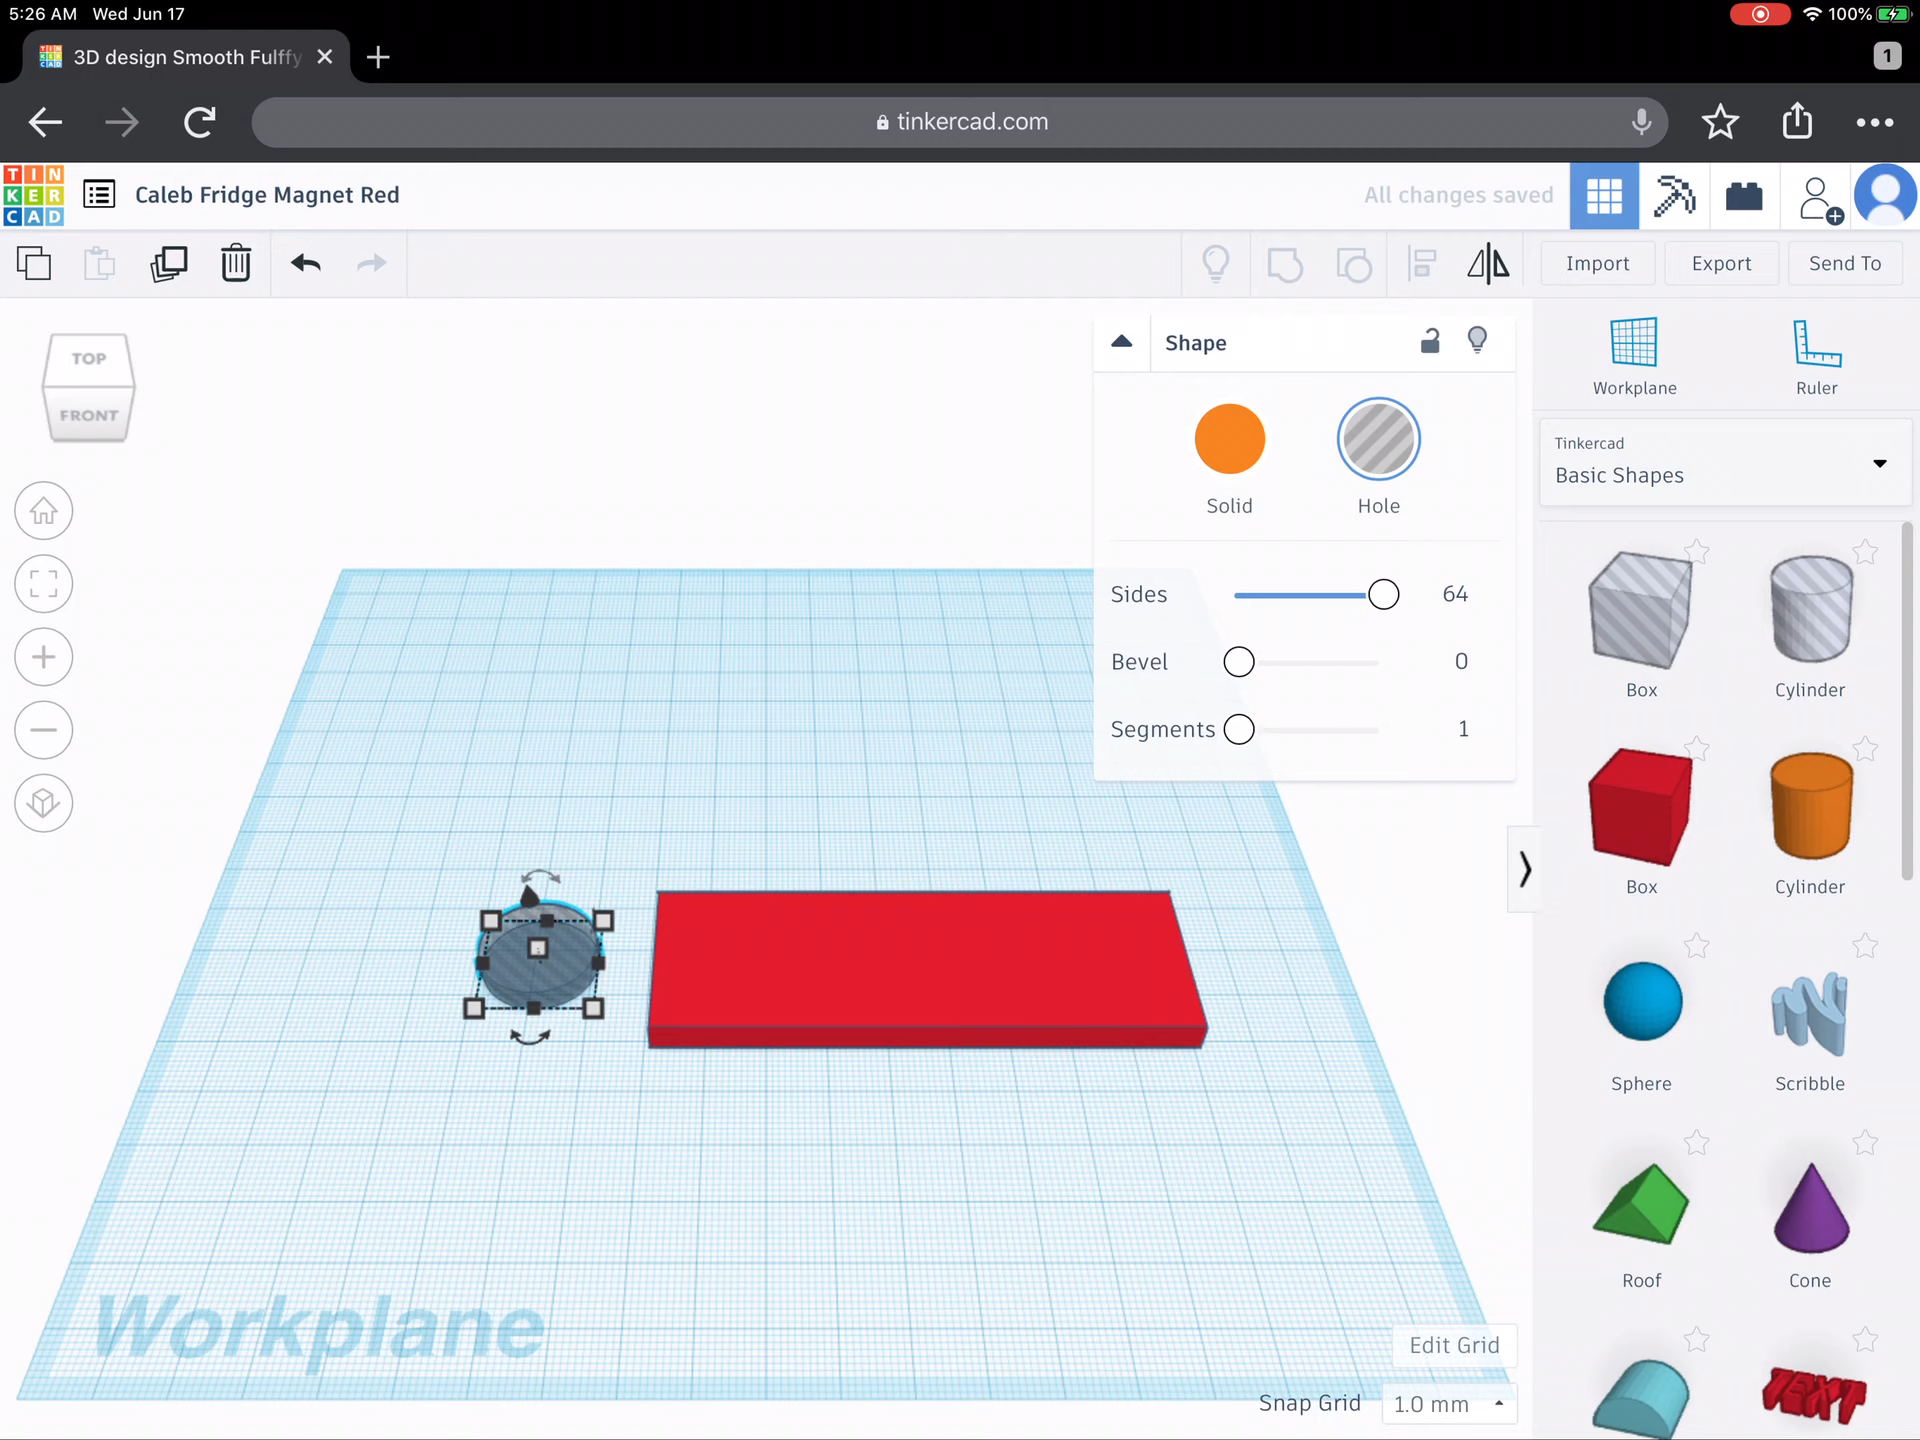 5:26 AM Wed Jun 17
100%
3D design Smooth Fulffy
1
tinkercad.com
TIN
KER
CAD
Caleb Fridge Magnet Red
All changes saved
Import
Export
Send To
TOP
FRONT
Shape
Solid
Hole
Sides
64
Bevel
0
Segments
1
Workplane
Ruler
Tinkercad
Basic Shapes
Box
Cylinder
Box
Cylinder
Sphere
Scribble
Roof
Cone
TEXT
Workplane
Edit Grid
Snap Grid
1.0 mm